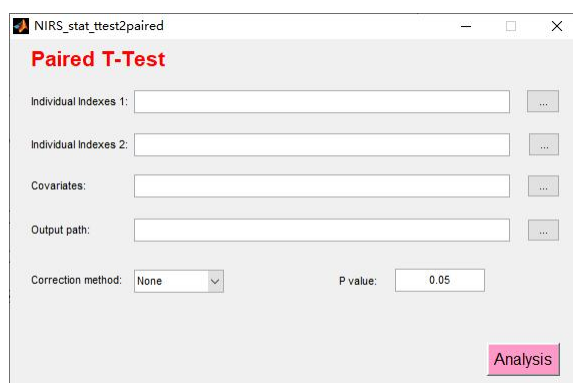 NIRS_stat_ttest2paired
Paired T-Test
Individual Indexes 1:
...
Individual Indexes 2:
...
Covariates:
...
Output path:
...
Correction method: None P value: 0.05
Analysis